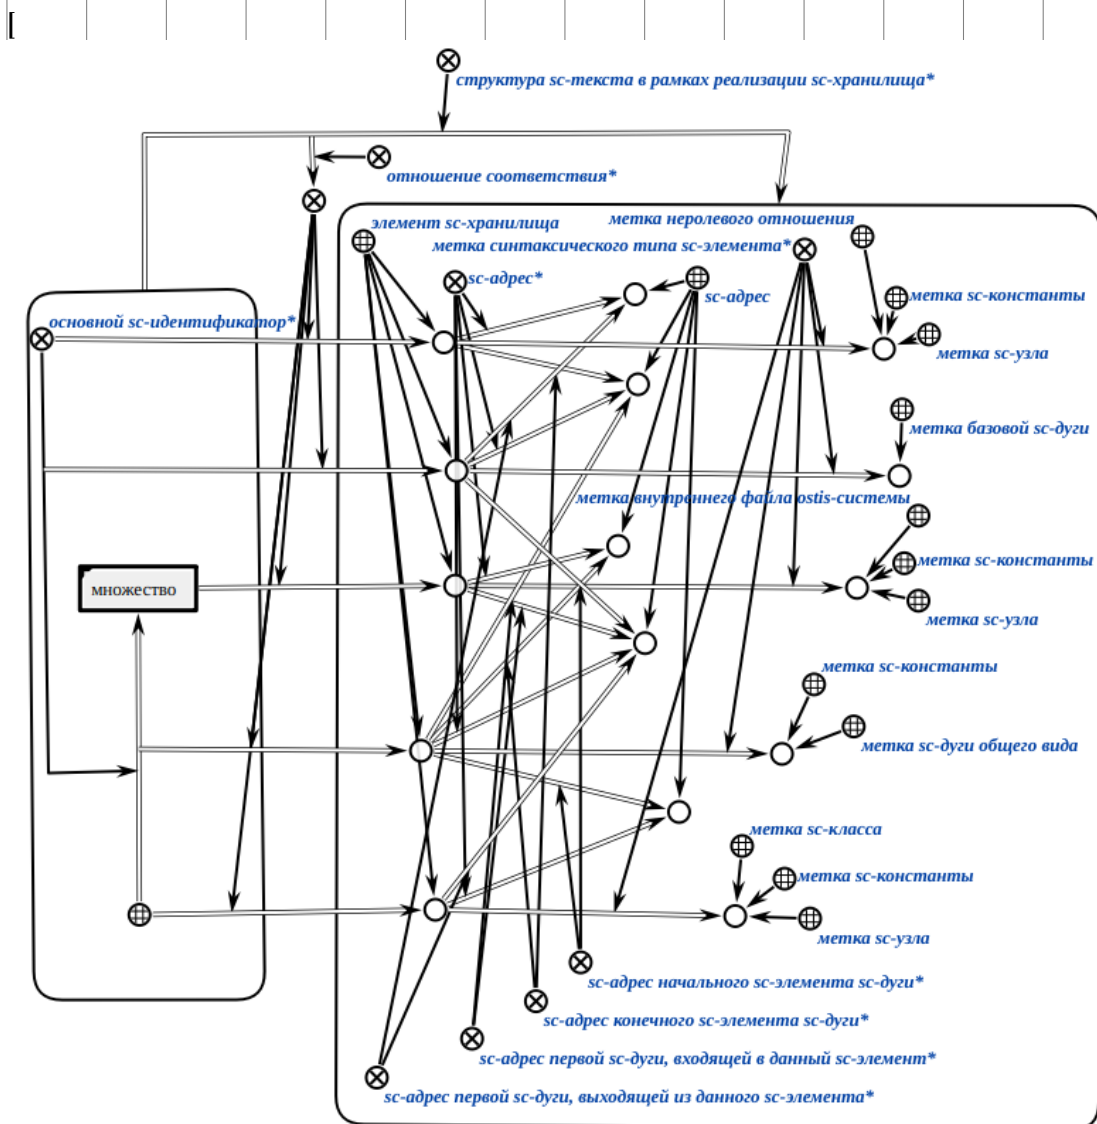 [
структура sc-текста в рамках реализации sc-хранилища*
отношение соответствия*
элемент sc-хранилища
метка неролевого отношения
метка синтаксического типа sc-элемента*
sc-адрес*
sc-адрес
метка sc-константы
основной sc-идентификатор*
метка sc-узла
метка базовой sc-дуги
метка внутреннего файла ostis-системы
метка sc-константы
множество
метка sc-узла
метка sc-константы
метка sc-дуги общего вида
метка sc-класса
метка sc-константы
метка sc-узла
sc-адрес начального sc-элемента sc-дуги*
sc-адрес конечного sc-элемента sc-дуги*
sc-адрес первой sc-дуги, входящей в данный sc-элемент*
sc-адрес первой sc-дуги, выходящей из данного sc-элемента*